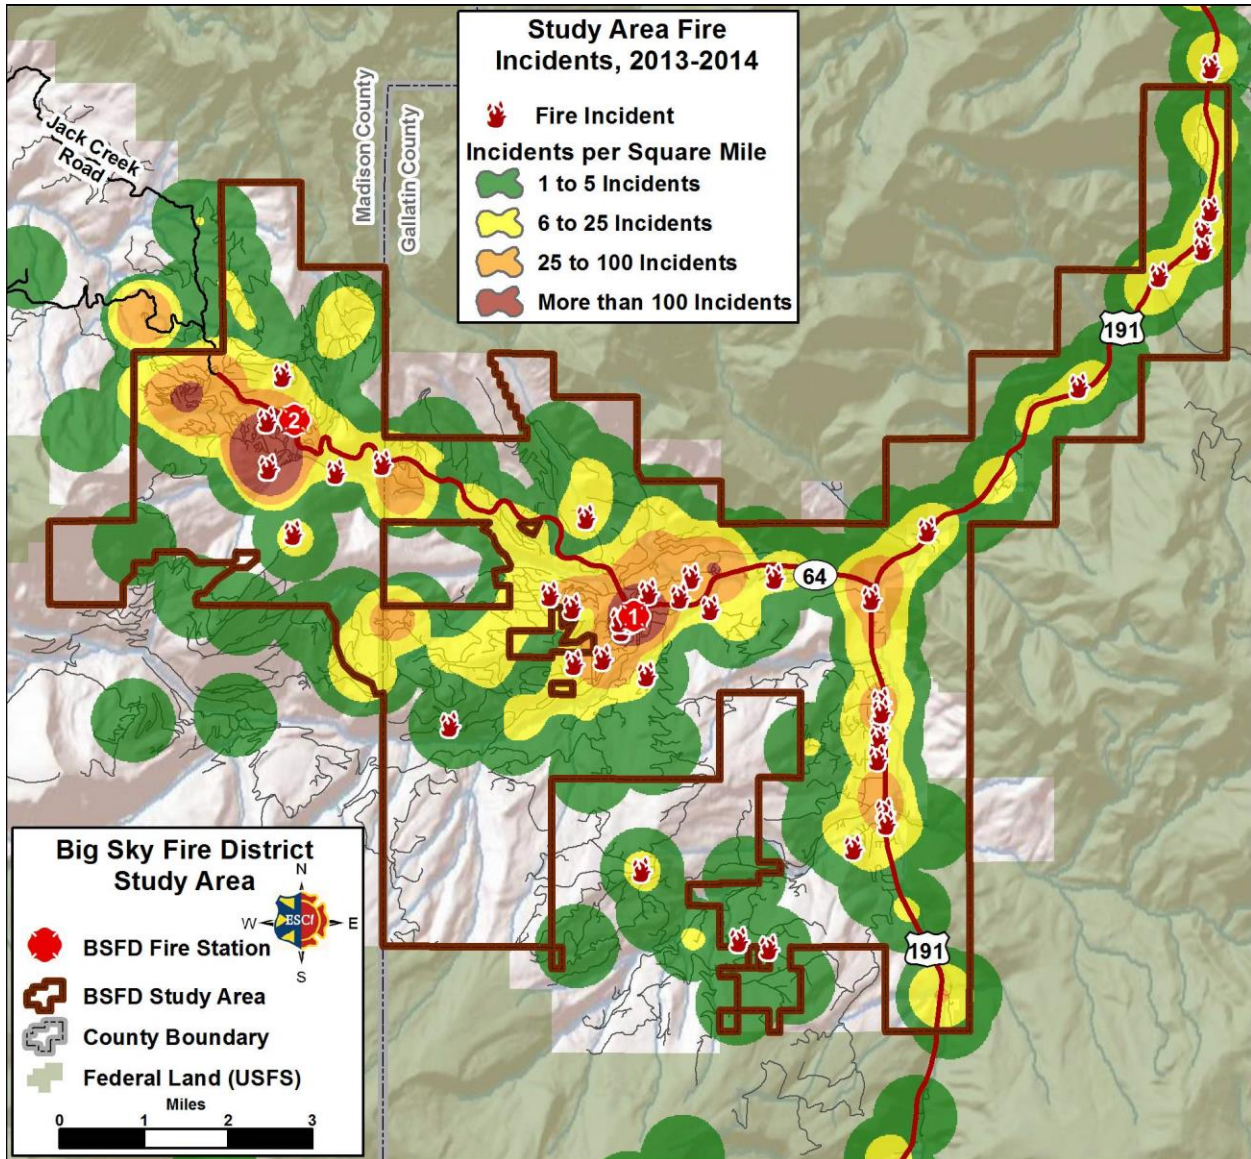 Study Area Fire
Incidents, 2013-2014
Fire Incident
Incidents per Square Mile
1 to 5 Incidents
6 to 25 Incidents
25 to 100 Incidents
More than 100 Incidents
Madison County
Gallatin County
Jack Creek
Road
191
2
64
1
191
Big Sky Fire District
Study Area
N
W
BSCI
E
S
BSFD Fire Station
BSFD Study Area
County Boundary
Federal Land (USFS)
Miles
0 1 2 3